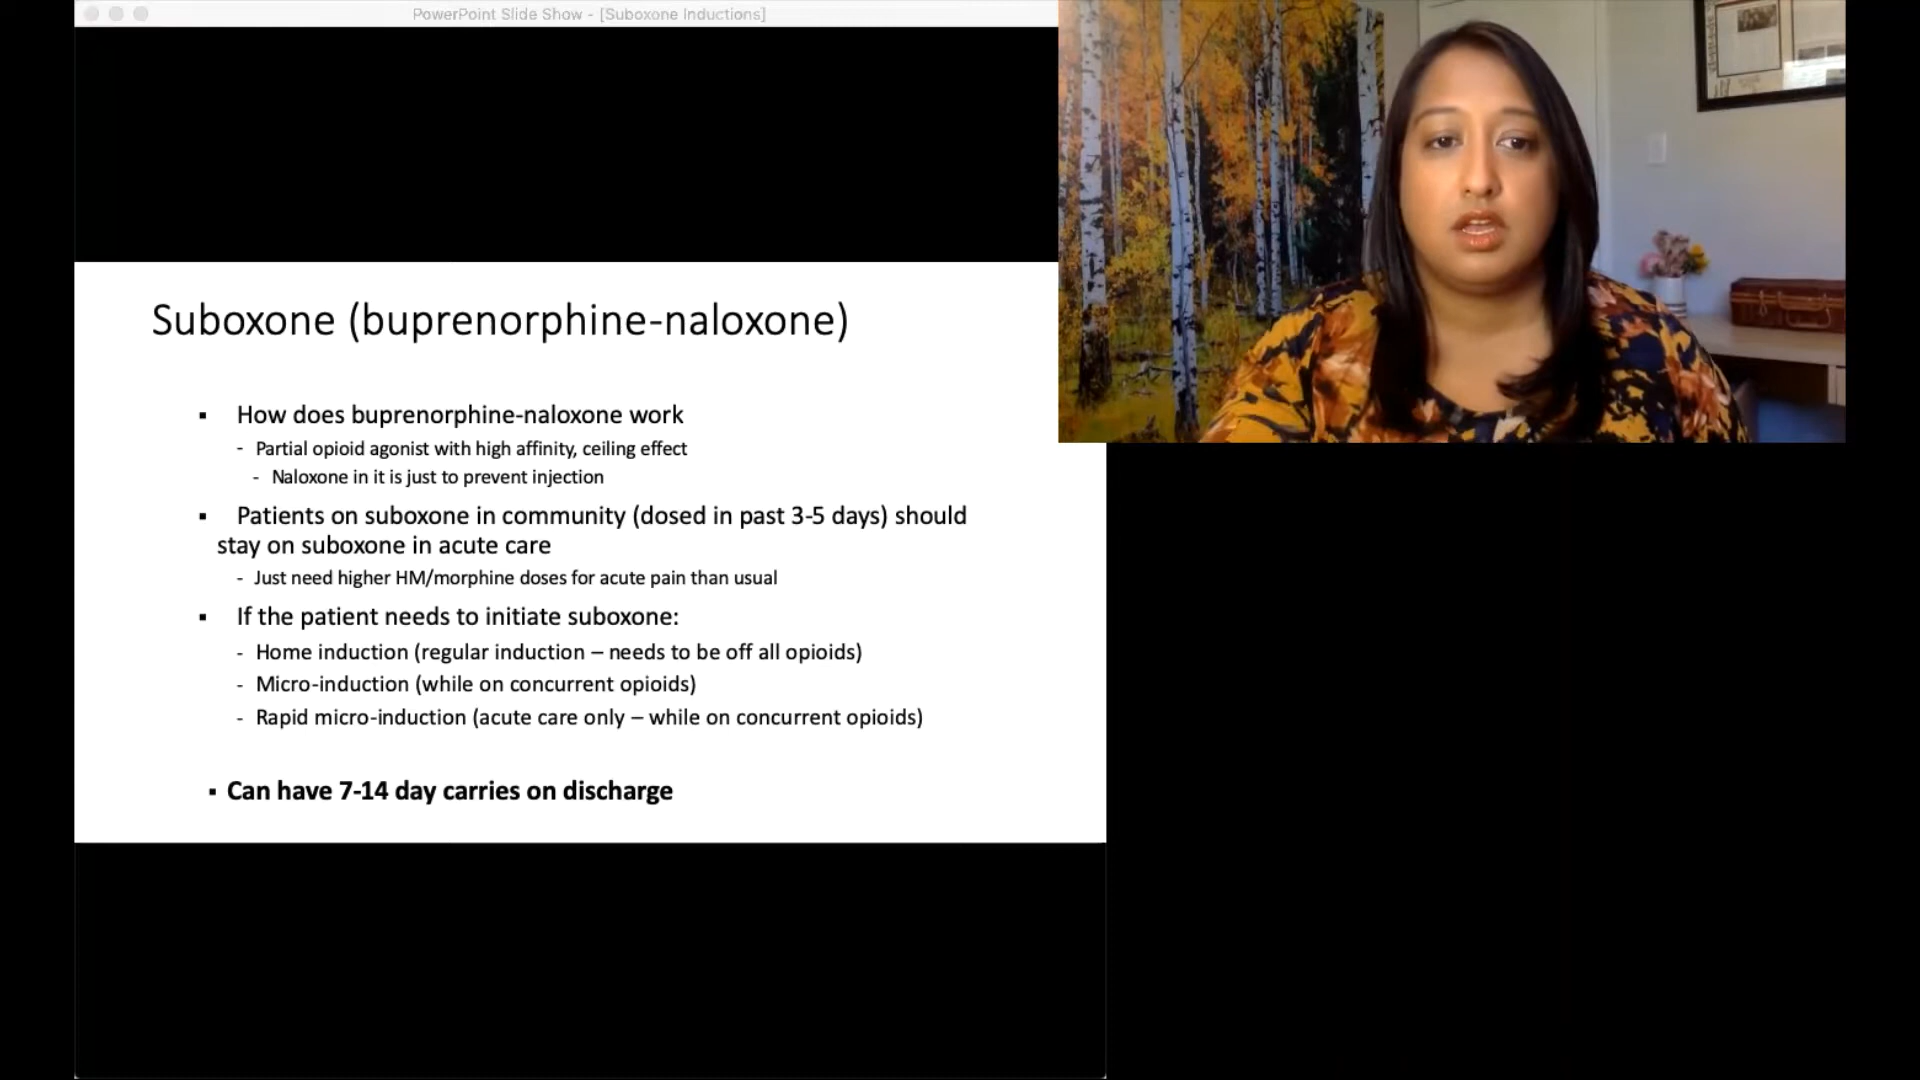 PowerPoint Slide Show - [Suboxone Inductions]
Suboxone (buprenorphine-naloxone)
▪ How does buprenorphine-naloxone work
- Partial opioid agonist with high affinity, ceiling effect
- Naloxone in it is just to prevent injection
▪ Patients on suboxone in community (dosed in past 3-5 days) should
stay on suboxone in acute care
- Just need higher HM/morphine doses for acute pain than usual
▪ If the patient needs to initiate suboxone:
- Home induction (regular induction – needs to be off all opioids)
- Micro-induction (while on concurrent opioids)
- Rapid micro-induction (acute care only – while on concurrent opioids)
▪ Can have 7-14 day carries on discharge